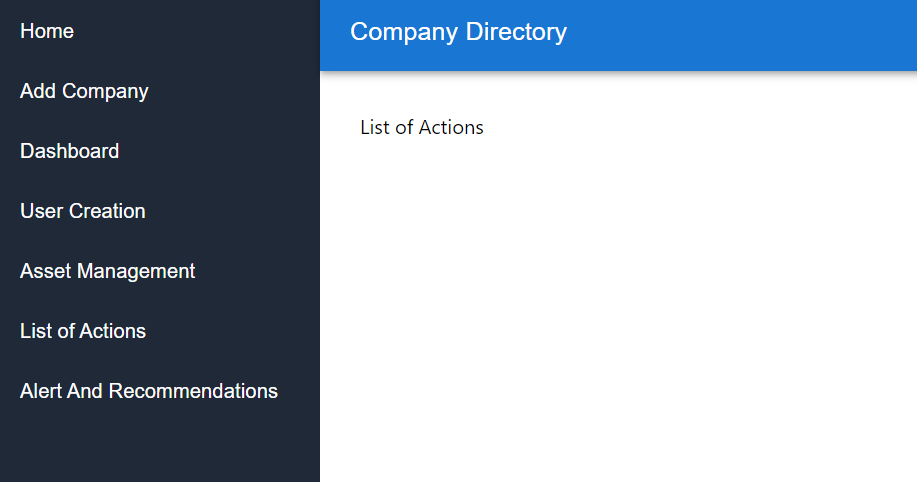 Home
Add Company
Dashboard
User Creation
Asset Management
List of Actions
Alert And Recommendations
Company Directory
List of Actions